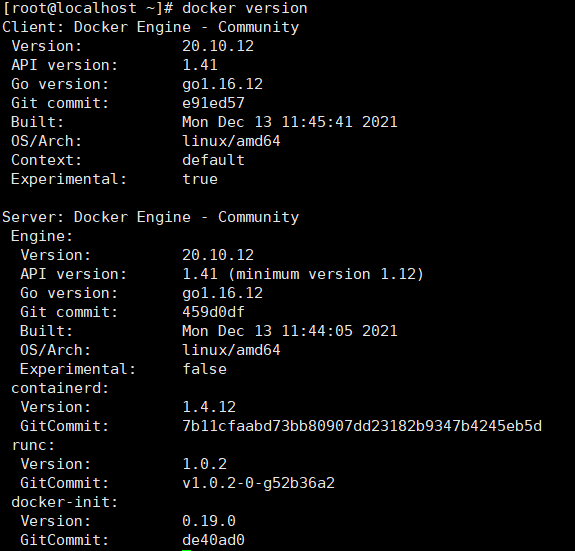 [root@localhost ~]# docker version
Client: Docker Engine - Community
 Version:           20.10.12
 API version:       1.41
 Go version:        go1.16.12
 Git commit:        e91ed57
 Built:             Mon Dec 13 11:45:41 2021
 OS/Arch:           linux/amd64
 Context:           default
 Experimental:      true

Server: Docker Engine - Community
 Engine:
  Version:          20.10.12
  API version:      1.41 (minimum version 1.12)
  Go version:       go1.16.12
  Git commit:       459d0df
  Built:            Mon Dec 13 11:44:05 2021
  OS/Arch:          linux/amd64
  Experimental:     false
 containerd:
  Version:          1.4.12
  GitCommit:        7b11cfaabd73bb80907dd23182b9347b4245eb5d
 runc:
  Version:          1.0.2
  GitCommit:        v1.0.2-0-g52b36a2
 docker-init:
  Version:          0.19.0
  GitCommit:        de40ad0